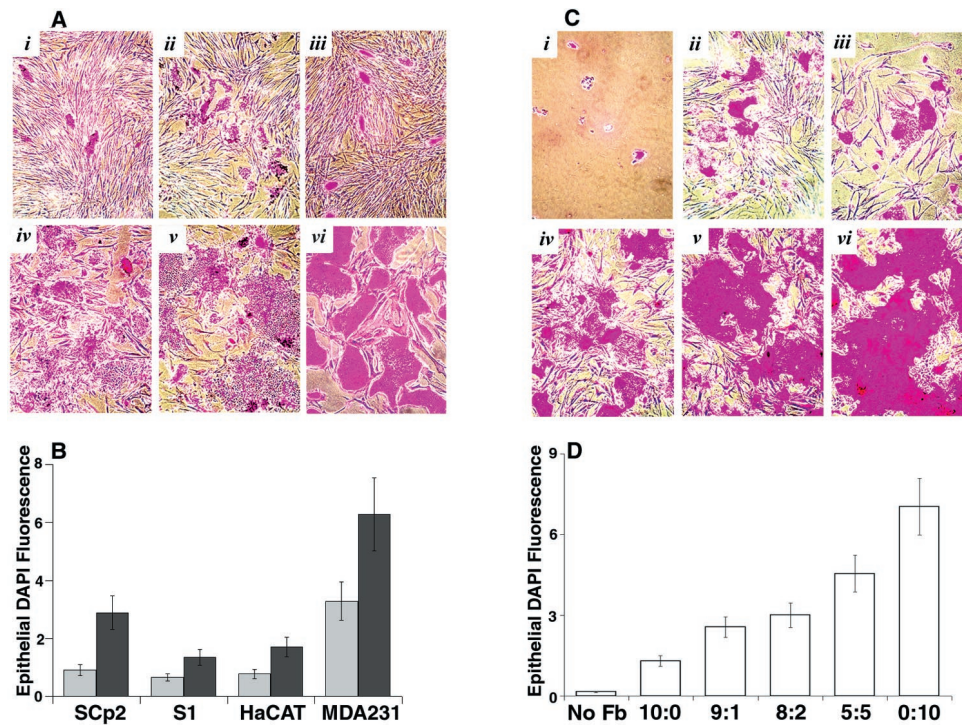 A
i
ii
iii
iv
v
vi
B
Epithelial DAPI Fluorescence
8
6
4
2
0
SCp2 S1 HaCAT MDA231
C
i
ii
iii
iv
v
vi
D
Epithelial DAPI Fluorescence
9
6
3
0
No Fb 10:0 9:1 8:2 5:5 0:10